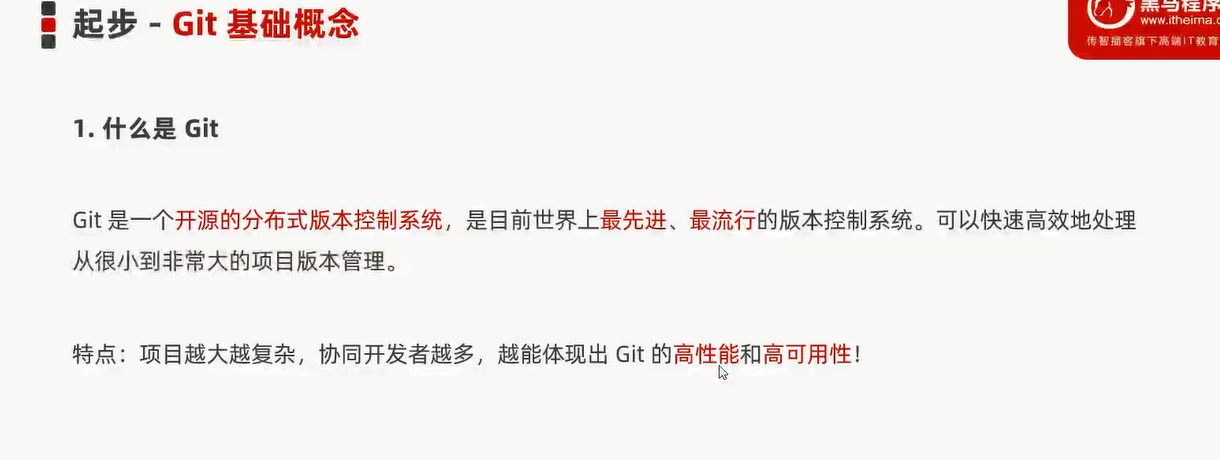 起步 - Git 基础概念
黑马程序
www.itheima.c
传智播客旗下高端IT教育
1. 什么是 Git
Git 是一个开源的分布式版本控制系统，是目前世界上最先进、最流行的版本控制系统。可以快速高效地处理
从很小到非常大的项目版本管理。
特点：项目越大越复杂，协同开发者越多，越能体现出 Git 的高性能和高可用性！